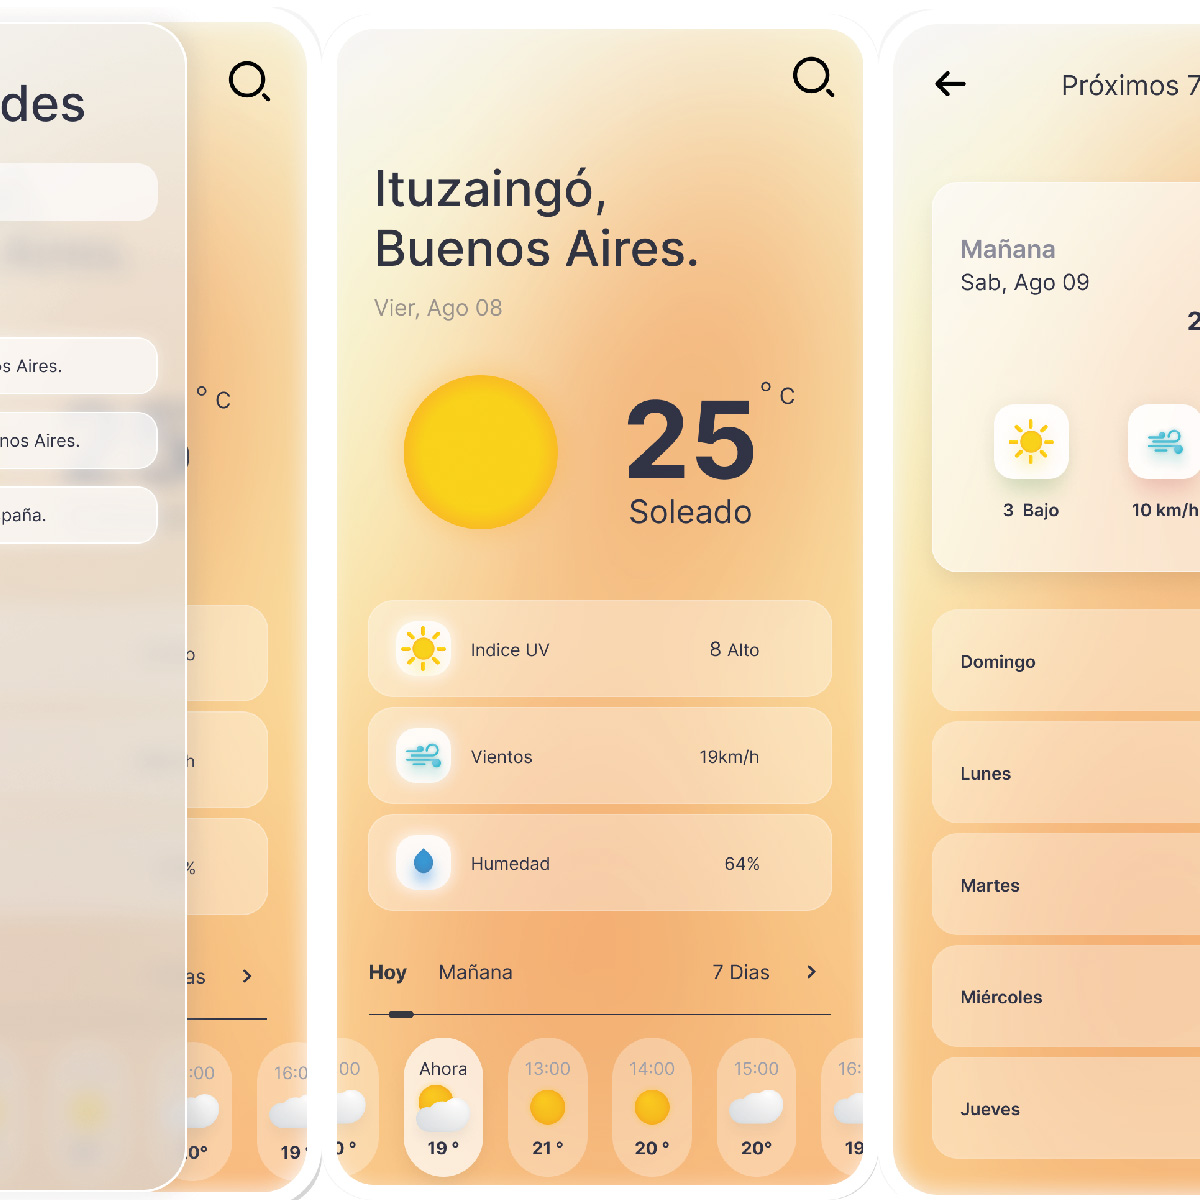 des
os Aires.
nos Aires.
paña.
° C
o
h
%
as
:00
16:0
0°
19
Ituzaingó,
Buenos Aires.
Vier, Ago 08
25 ° C
Soleado
Indice UV 8 Alto
Vientos 19km/h
Humedad 64%
Hoy Mañana 7 Dias
00 Ahora 13:00 14:00 15:00 16:
0 ° 19 ° 21 ° 20 ° 20° 19
Próximos 7
Mañana
Sab, Ago 09
2
3 Bajo 10 km/h
Domingo
Lunes
Martes
Miércoles
Jueves